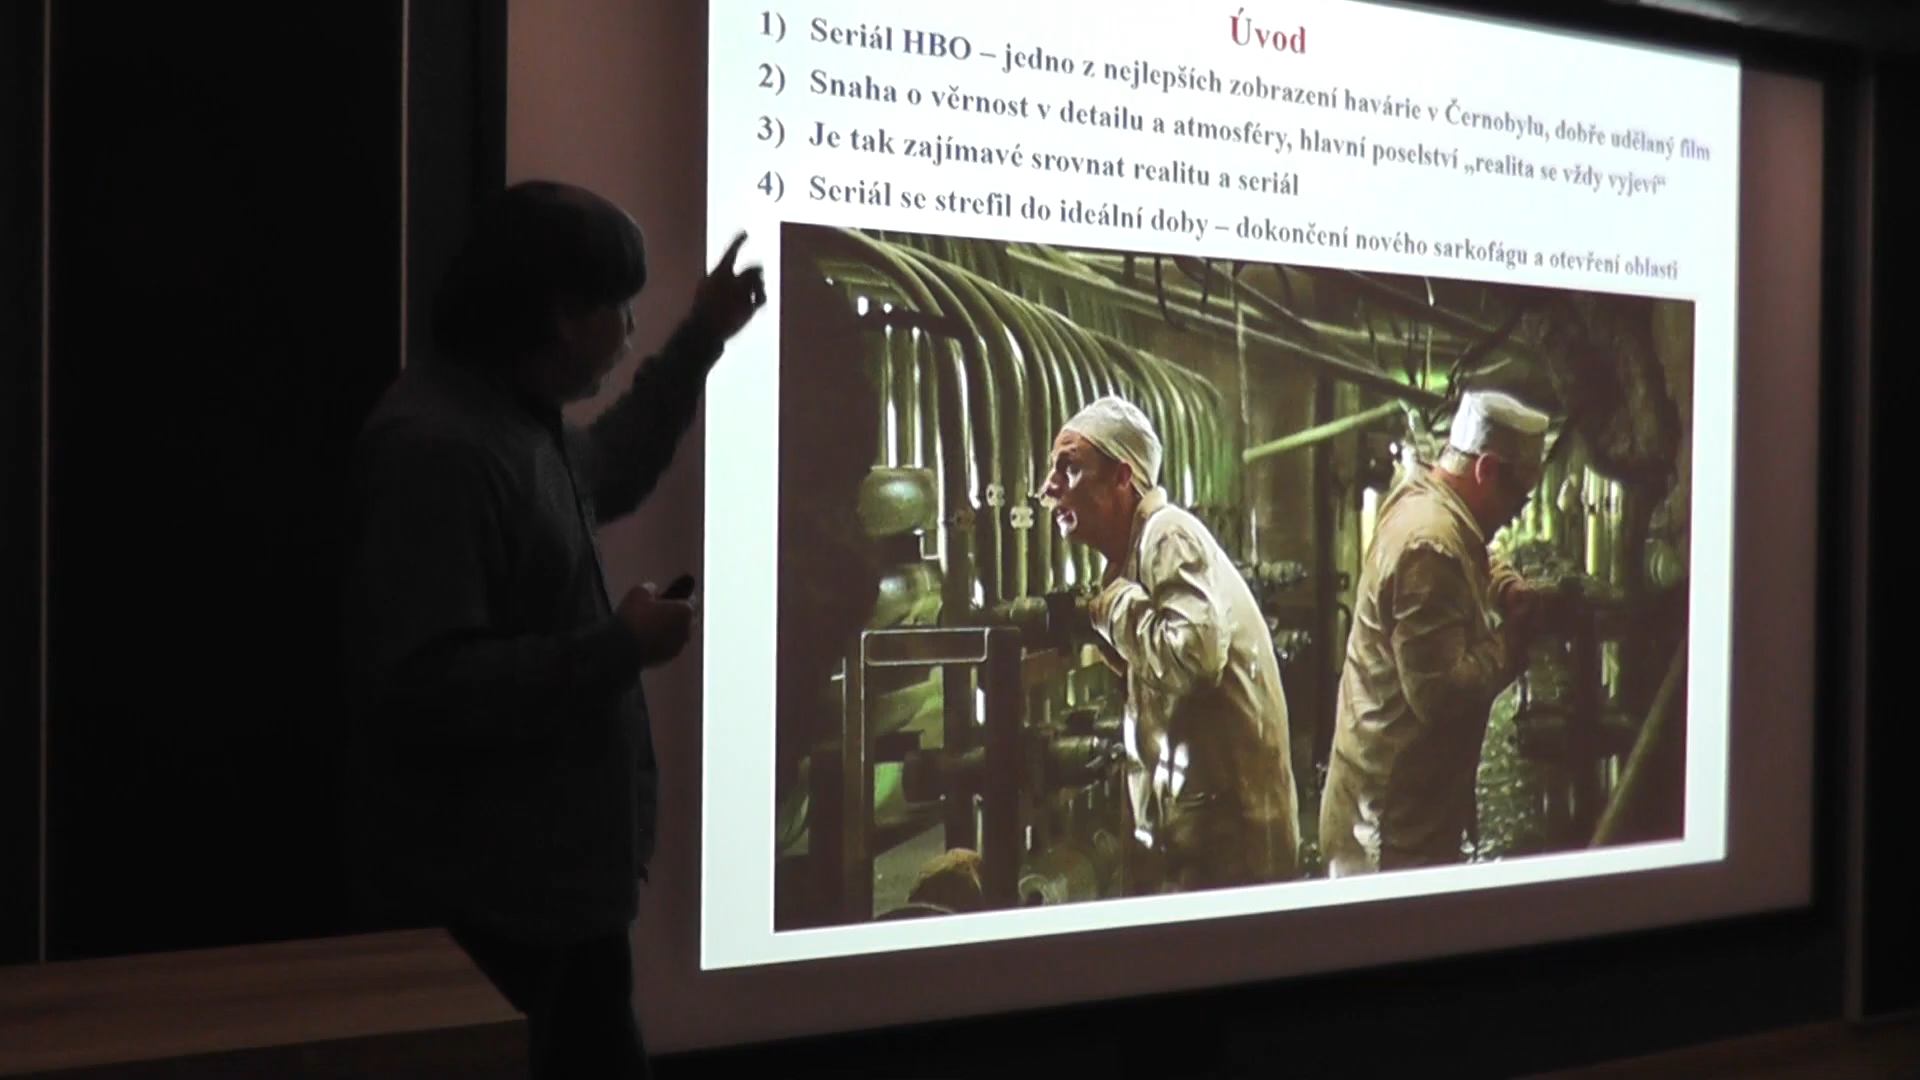 Úvod
1) Seriál HBO – jedno z nejlepších zobrazení havárie v Černobylu, dobře udělaný film
2) Snaha o věrnost v detailu a atmosféry, hlavní poselství „realita se vždy vyjeví“
3) Je tak zajímavé srovnat realitu a seriál
4) Seriál se strefil do ideální doby – dokončení nového sarkofágu a otevření oblasti